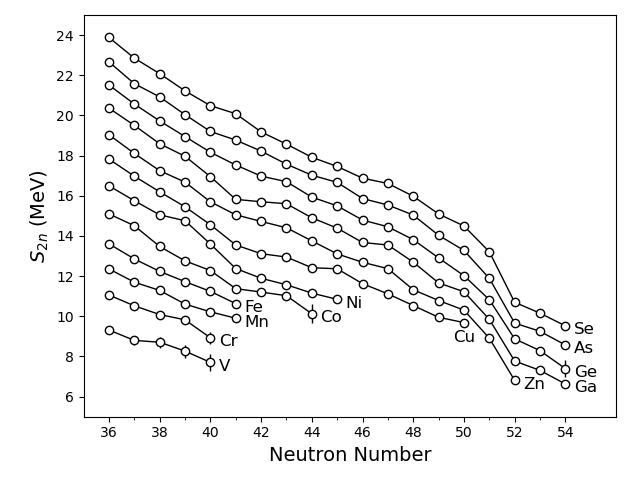 24
22
20
18
16
14
12
10
8
6
S2n (MeV)
Se
As
Ge
Ga
Zn
Cu
Ni
Co
Fe
Mn
Cr
V
36 38 40 42 44 46 48 50 52 54
Neutron Number